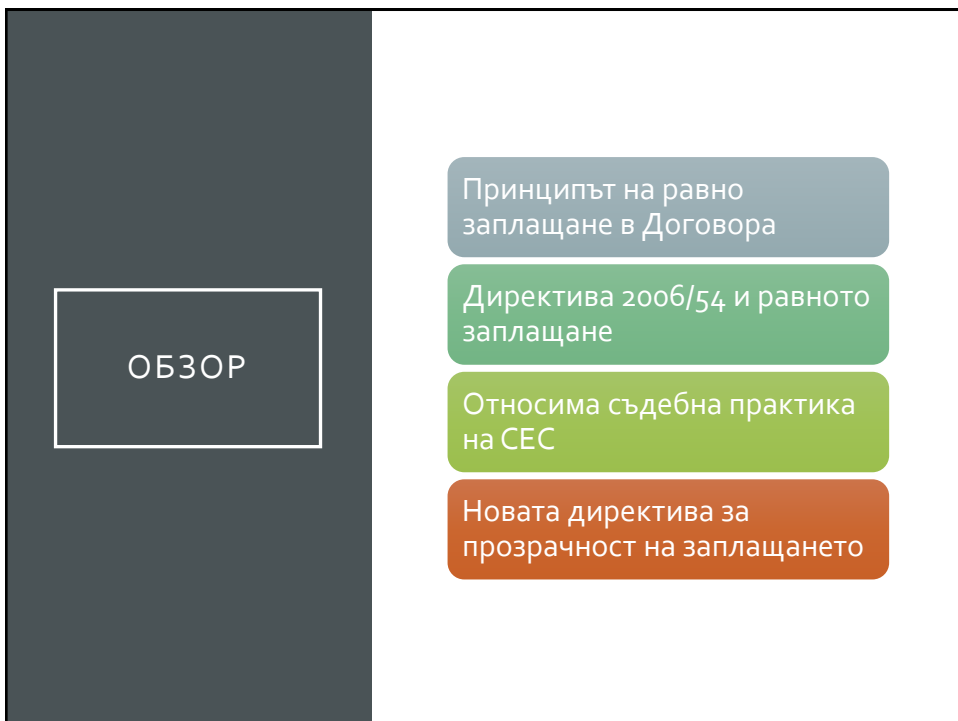 ОБЗОР
Принципът на равно
заплащане в Договора
Директива 2006/54 и равното
заплащане
Относима съдебна практика
на СЕС
Новата директива за
прозрачност на заплащането